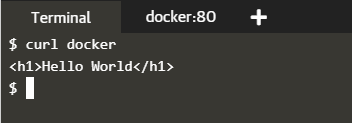 Terminal docker:80 +
$ curl docker
<h1>Hello World</h1>
$